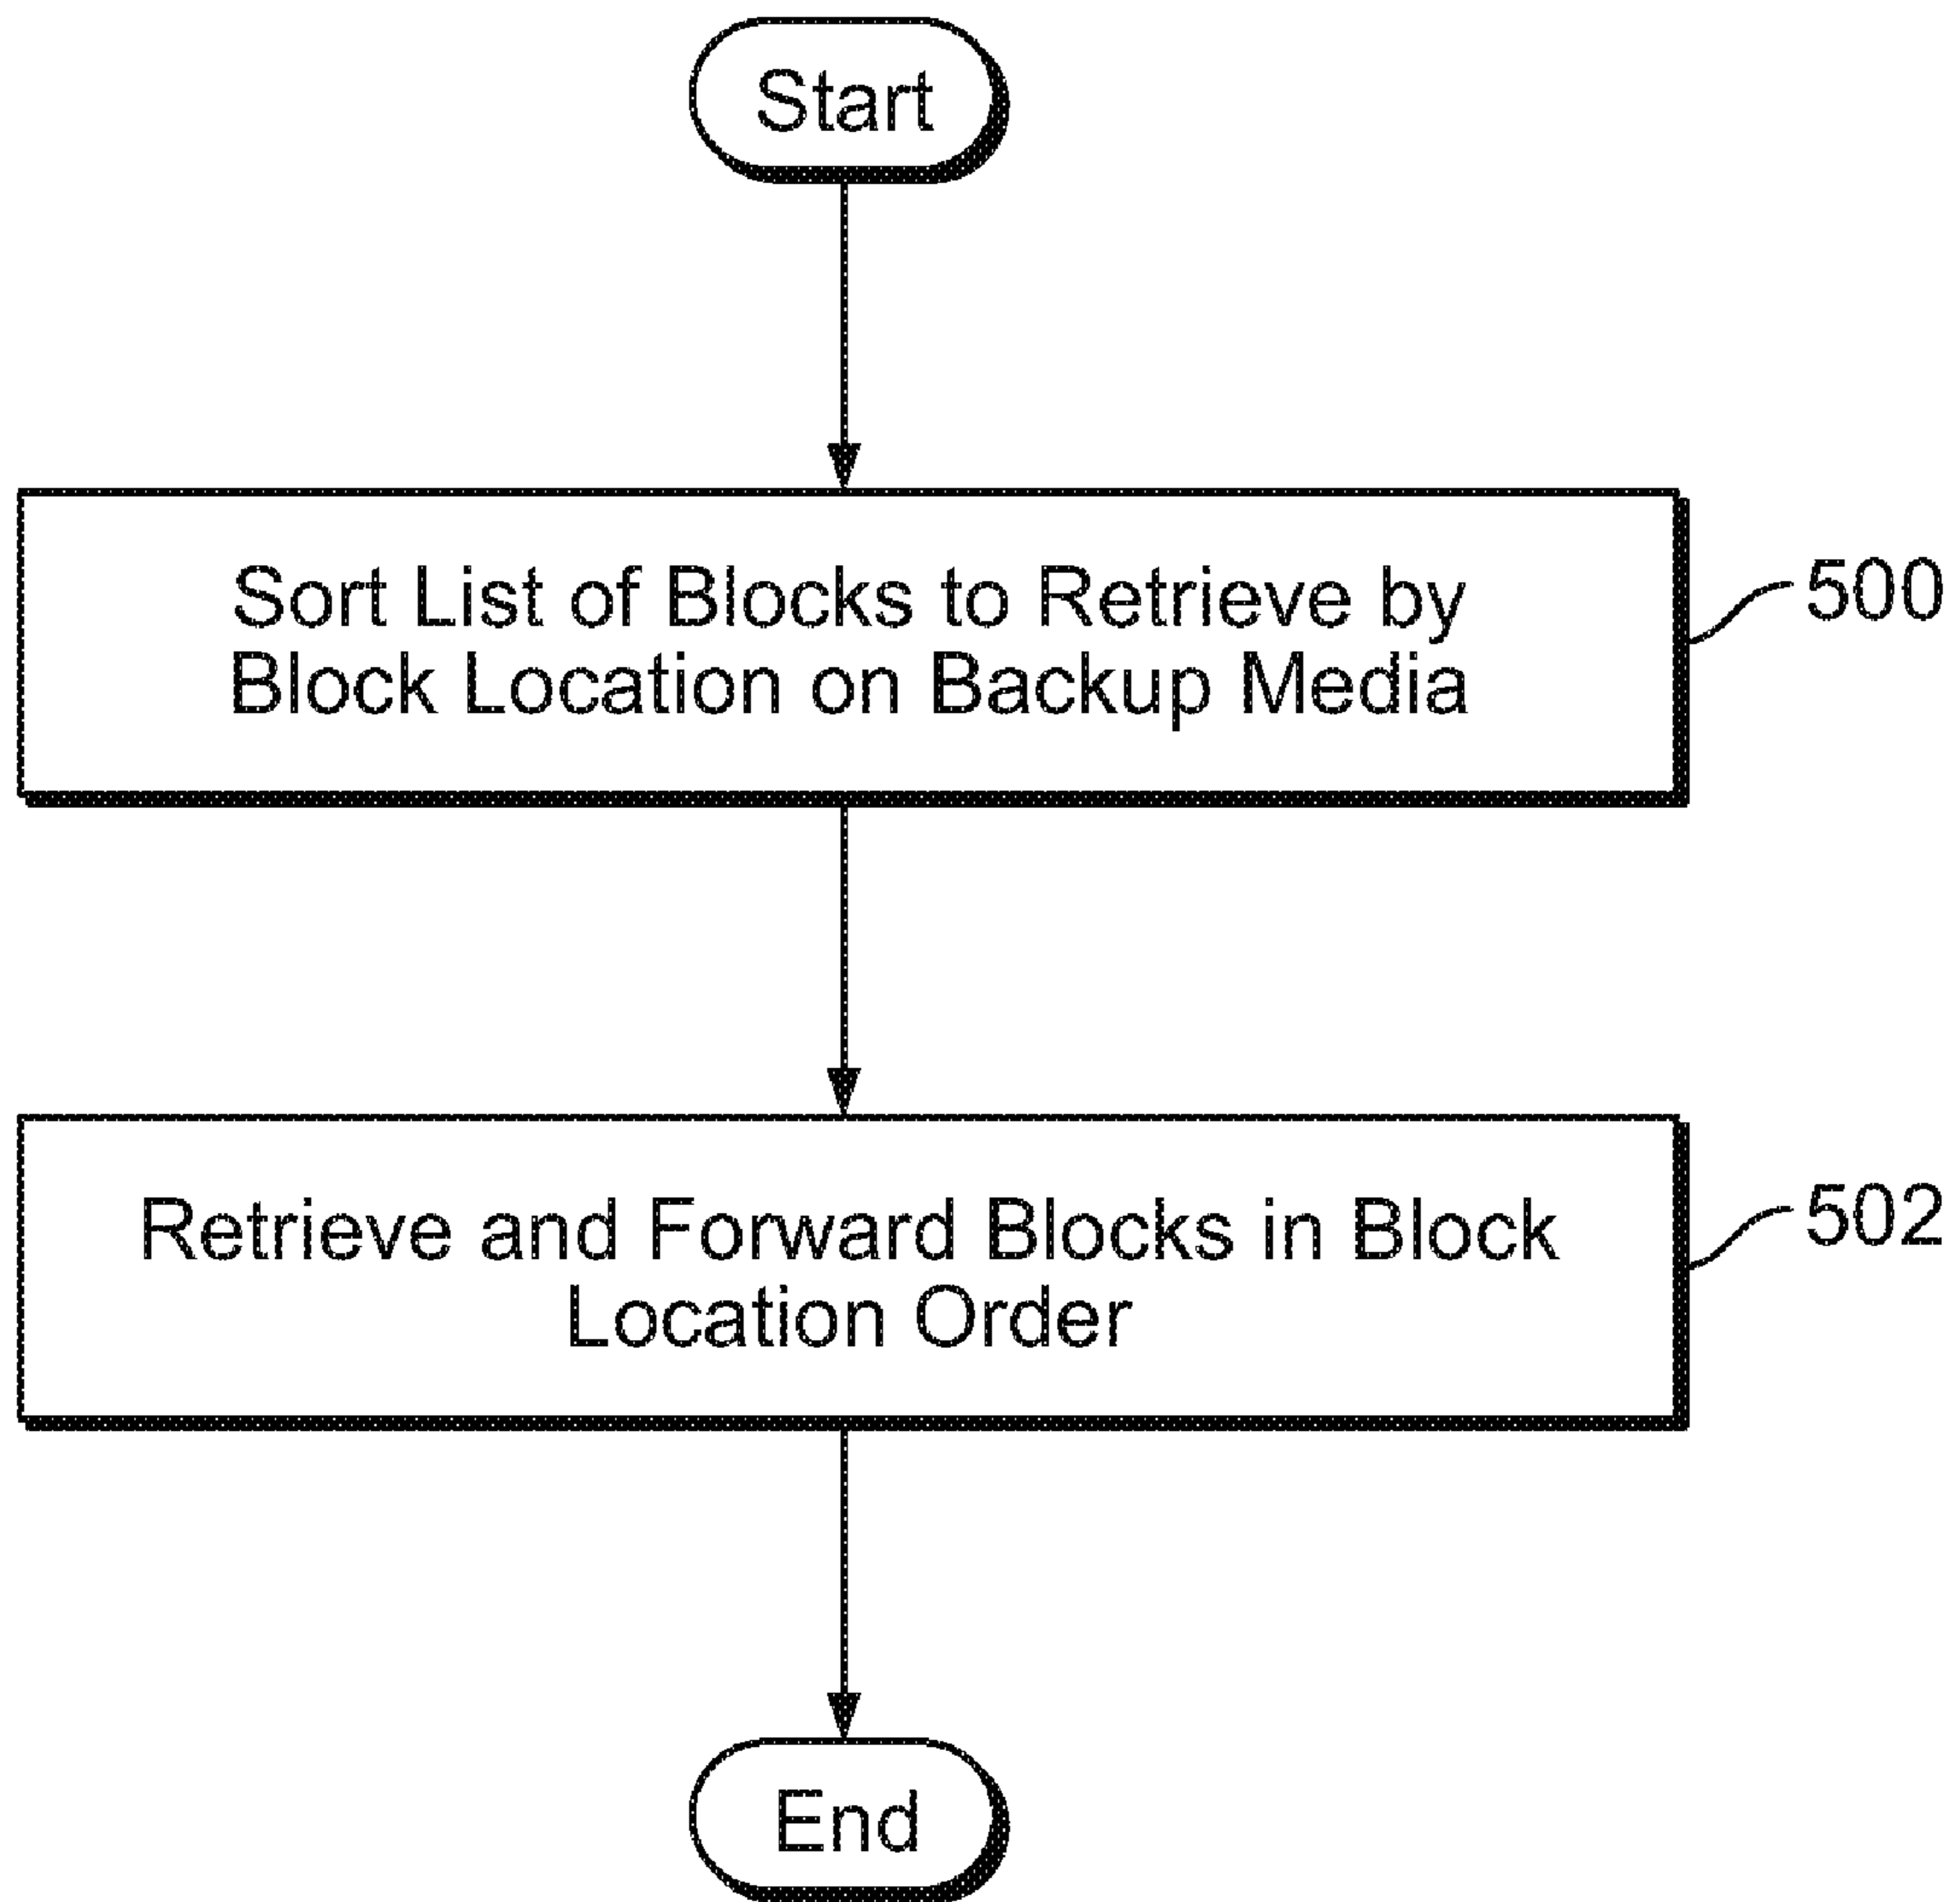 Start
Sort List of Blocks to Retrieve by
Block Location on Backup Media
500
Retrieve and Forward Blocks in Block
Location Order
502
End